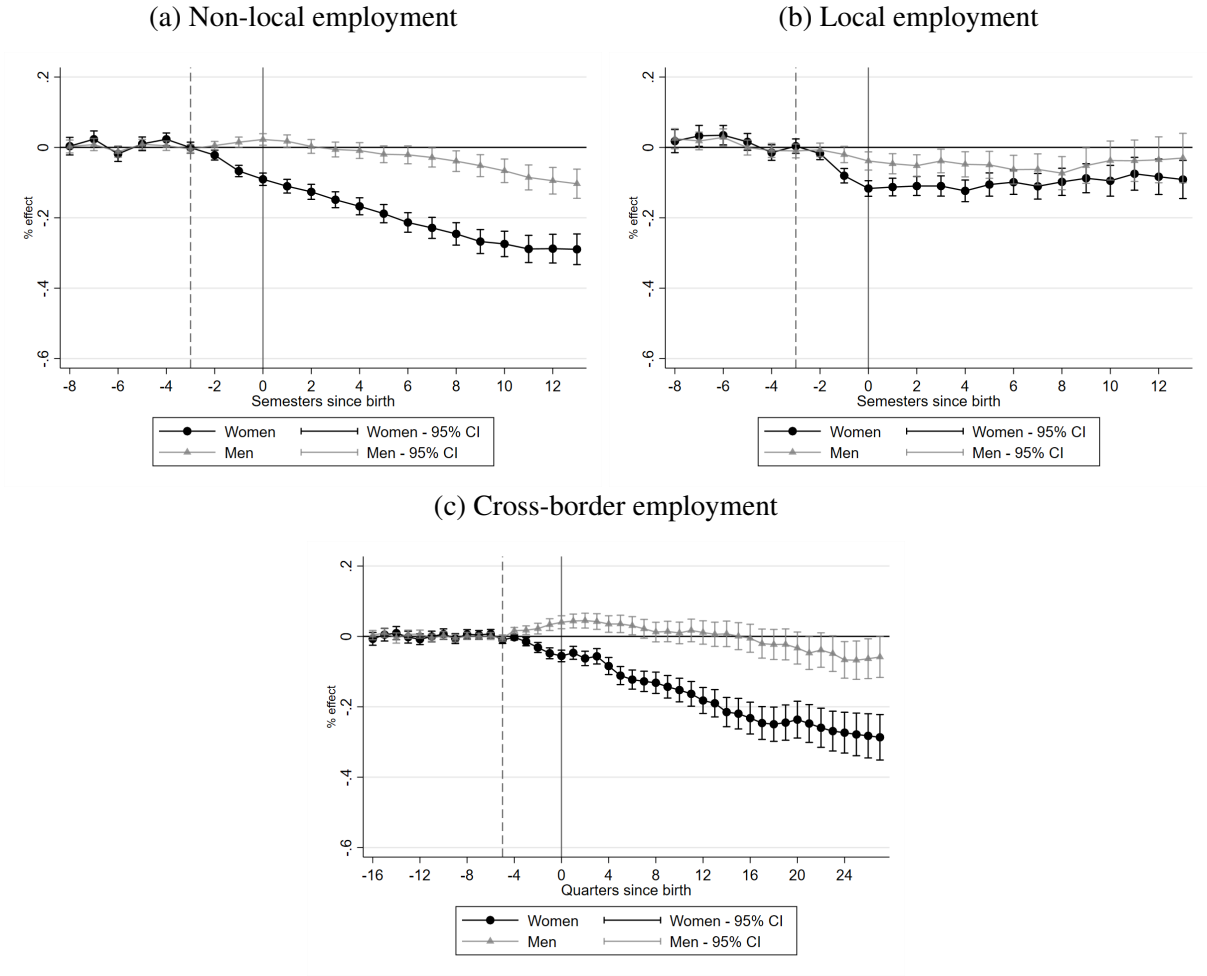 (a) Non-local employment
.2
0
-.2
-.4
-.6
% effect
-8 -6 -4 -2 0 2 4 6 8 10 12
Semesters since birth
Women Women - 95% CI
Men Men - 95% CI
(b) Local employment
.2
0
-.2
-.4
-.6
% effect
-8 -6 -4 -2 0 2 4 6 8 10 12
Semesters since birth
Women Women - 95% CI
Men Men - 95% CI
(c) Cross-border employment
.2
0
-.2
-.4
-.6
% effect
-16 -12 -8 -4 0 4 8 12 16 20 24
Quarters since birth
Women Women - 95% CI
Men Men - 95% CI